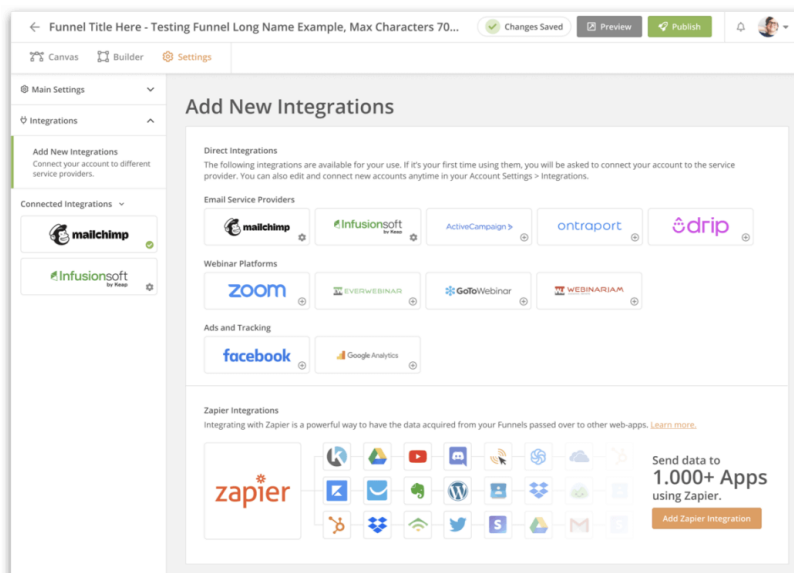 Funnel Title Here - Testing Funnel Long Name Example, Max Characters 70...
Changes Saved
Preview
Publish
Canvas
Builder
Settings
Main Settings
Integrations
Add New Integrations
Connect your account to different
service providers.
Connected Integrations
mailchimp
Infusionsoft
by Keap
Add New Integrations
Direct Integrations
The following integrations are available for your use. If it's your first time using them, you will be asked to connect your account to the service
provider. You can also edit and connect new accounts anytime in your Account Settings > Integrations.
Email Service Providers
mailchimp
Infusionsoft
by Keap
ActiveCampaign >
ontraport
drip
Webinar Platforms
zoom
EVERWEBINAR
GoToWebinar
WEBINARJAM
Ads and Tracking
facebook
Google Analytics
Zapier Integrations
Integrating with Zapier is a powerful way to have the data acquired from your Funnels passed over to other web-apps. Learn more.
zapier
Send data to
1.000+ Apps
using Zapier.
Add Zapier Integration